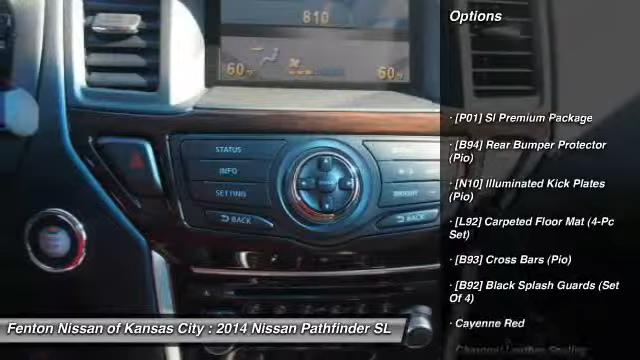 810
60
60
STATUS
INFO
SETTING
BACK
BACK
Options
· [P01] Sl Premium Package
· [B94] Rear Bumper Protector
(Pio)
· [N10] Illuminated Kick Plates
(Pio)
· [L92] Carpeted Floor Mat (4-Pc
Set)
· [B93] Cross Bars (Pio)
· [B92] Black Splash Guards (Set
Of 4)
· Cayenne Red
Fenton Nissan of Kansas City : 2014 Nissan Pathfinder SL